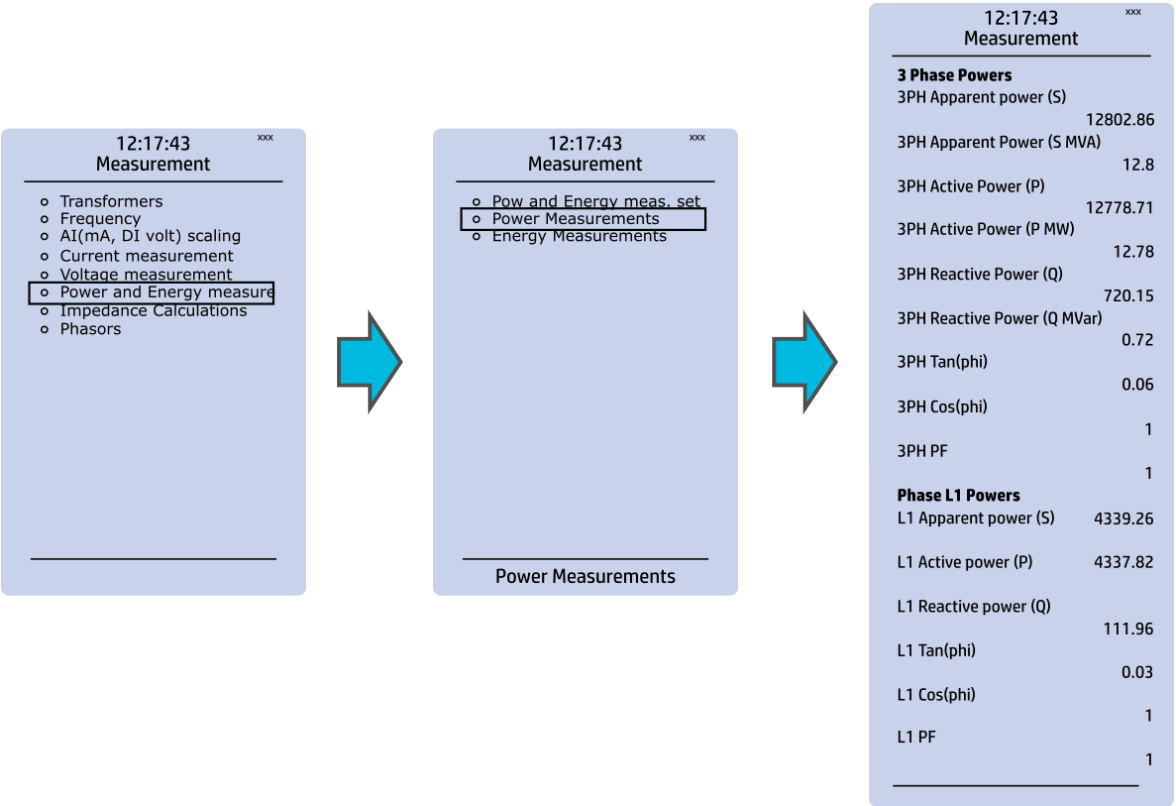 12:17:43
xxx
Measurement
Transformers
Frequency
AI(mA, DI volt) scaling
Current measurement
Voltage measurement
Power and Energy measure
Impedance Calculations
Phasors
12:17:43
xxx
Measurement
Pow and Energy meas. set
Power Measurements
Energy Measurements
Power Measurements
12:17:43
xxx
Measurement
3 Phase Powers
3PH Apparent power (S)
12802.86
3PH Apparent Power (S MVA)
12.8
3PH Active Power (P)
12778.71
3PH Active Power (P MW)
12.78
3PH Reactive Power (Q)
720.15
3PH Reactive Power (Q MVar)
0.72
3PH Tan(phi)
0.06
3PH Cos(phi)
1
3PH PF
1
Phase L1 Powers
L1 Apparent power (S) 4339.26
L1 Active power (P) 4337.82
L1 Reactive power (Q)
111.96
L1 Tan(phi)
0.03
L1 Cos(phi)
1
L1 PF
1